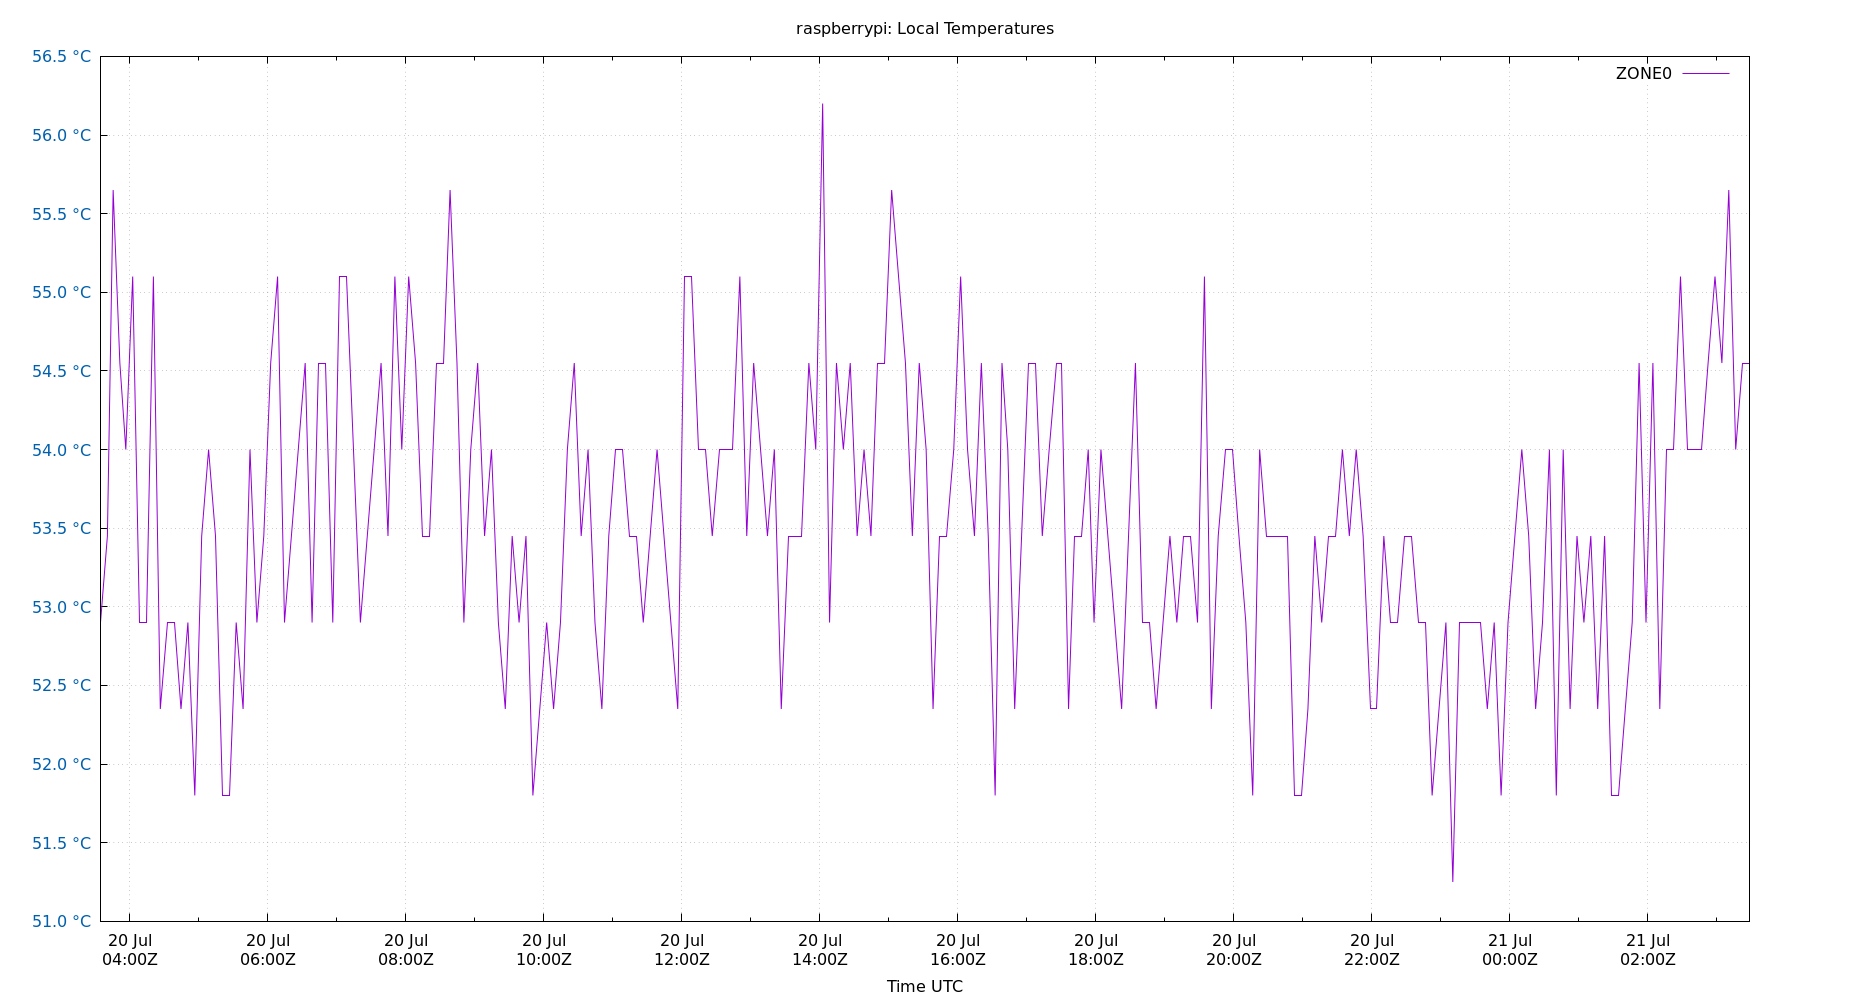 raspberrypi: Local Temperatures
56.5 °C
ZONE0
56.0 °C
55.5 °C
55.0 °C
54.5 °C
54.0 °C
53.5 °C
53.0 °C
52.5 °C
52.0 °C
51.5 °C
51.0 °C
20 Jul 20 Jul 20 Jul 20 Jul 20 Jul 20 Jul 20 Jul 20 Jul 20 Jul 20 Jul 21 Jul 21 Jul
04:00Z 06:00Z 08:00Z 10:00Z 12:00Z 14:00Z 16:00Z 18:00Z 20:00Z 22:00Z 00:00Z 02:00Z
Time UTC